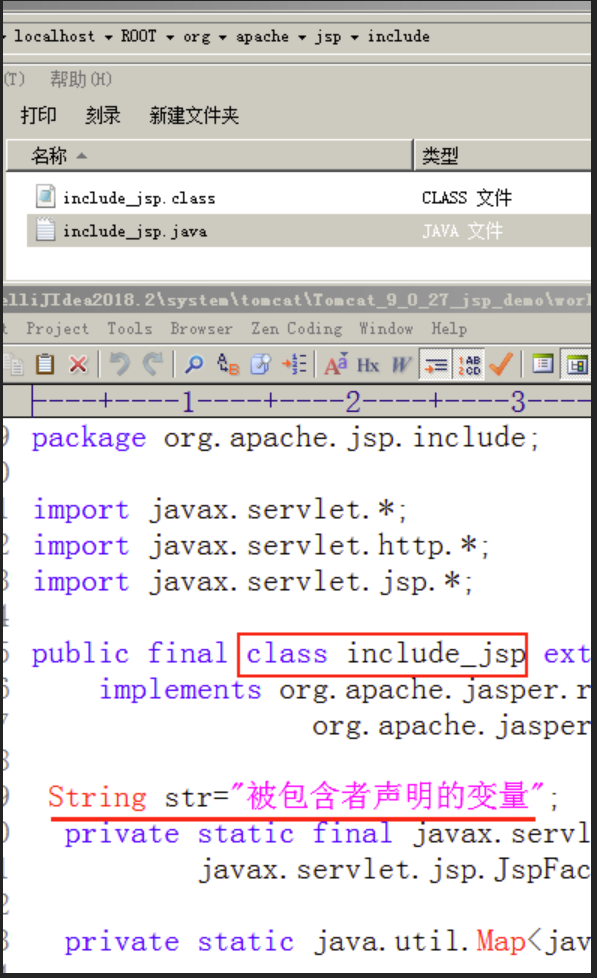 localhost ▾ ROOT ▾ org ▾ apache ▾ jsp ▾ include
(T) 帮助(H)
打印 刻录 新建文件夹
名称 类型
include_jsp.class CLASS 文件
include_jsp.java JAVA 文件
elliJIdea2018.2\system\tomcat\Tomcat_9_0_27_jsp_demo\wor
t Project Tools Browser Zen Coding Window Help
----+----1----+----2----+----3----
9 package org.apache.jsp.include;
0
1 import javax.servlet.*;
2 import javax.servlet.http.*;
3 import javax.servlet.jsp.*;
4
5 public final class include_jsp ext
6 implements org.apache.jasper.r
7 org.apache.jasper
8
9 String str="被包含者声明的变量";
0 private static final javax.servl
1 javax.servlet.jsp.JspFac
2
3 private static java.util.Map<jav